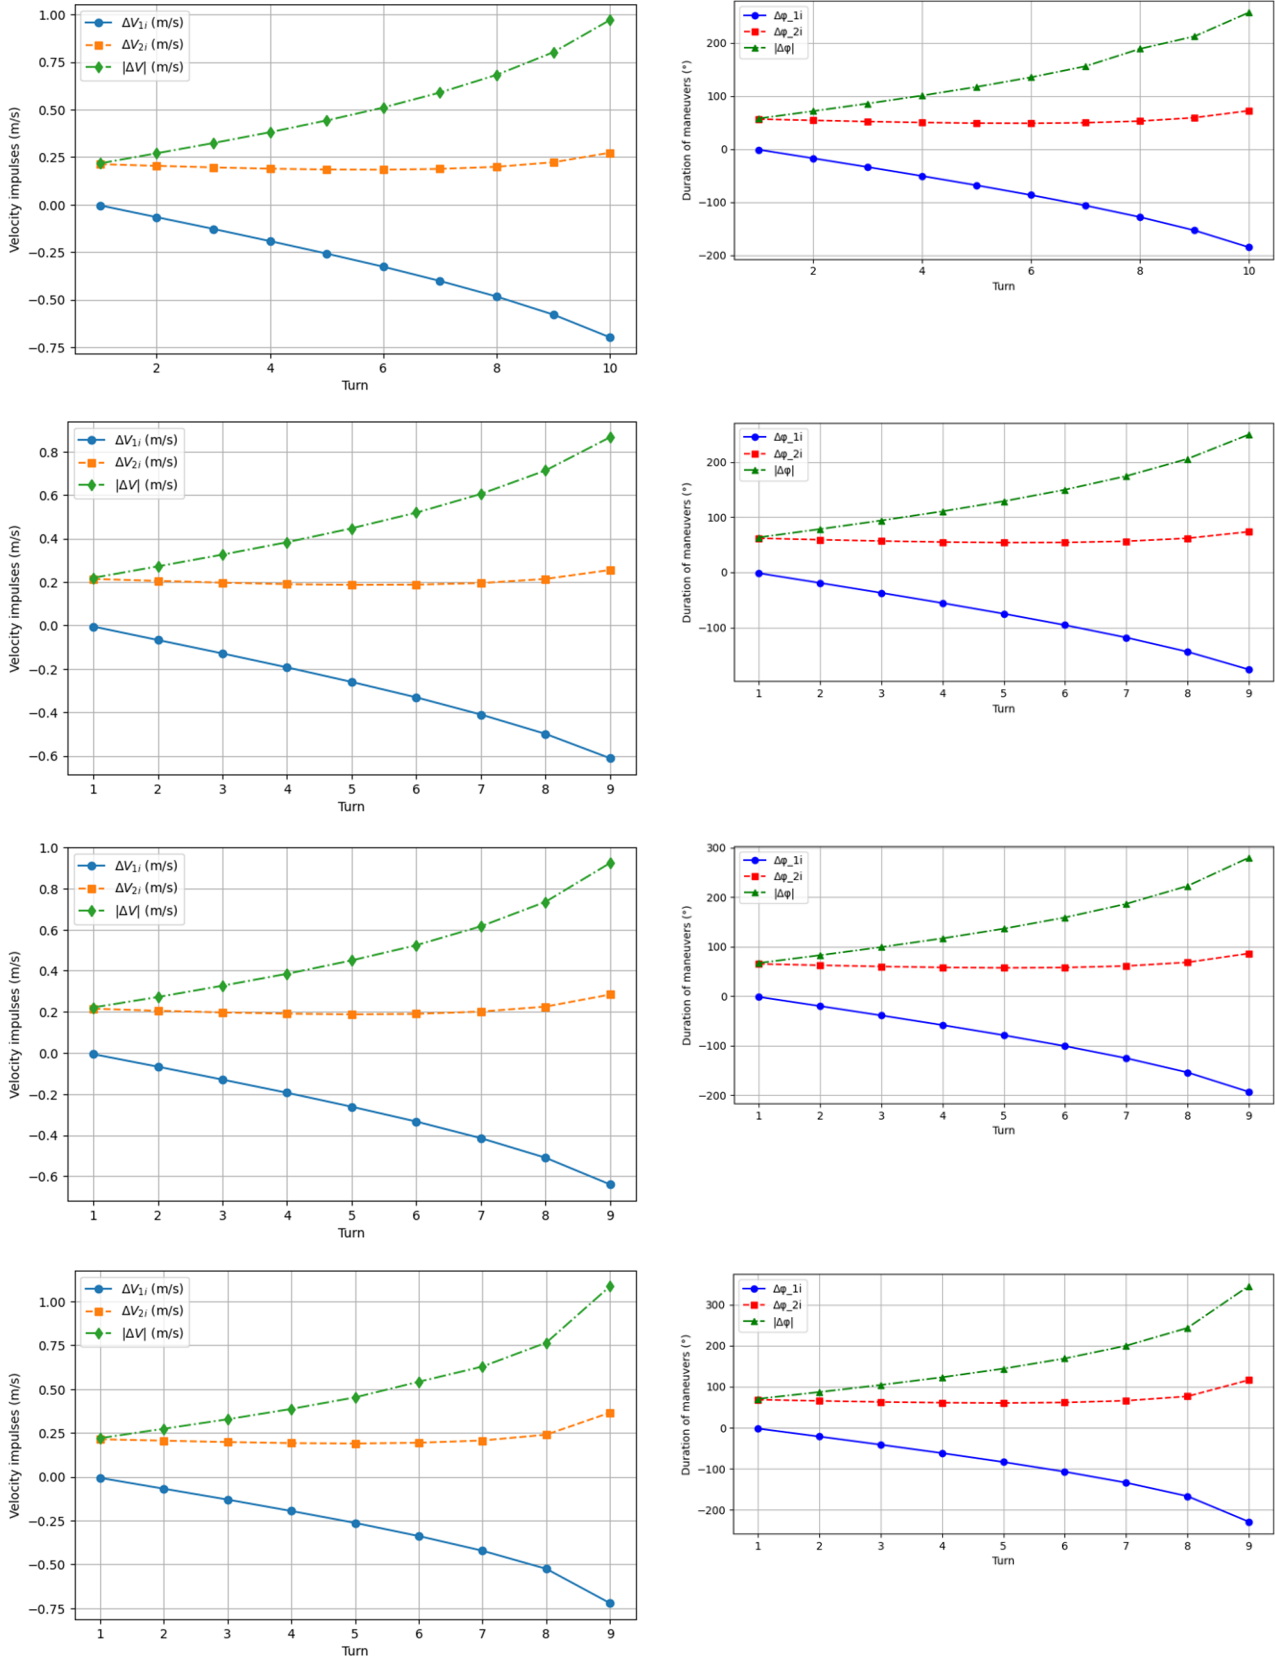 ΔV₁ᵢ (m/s)
ΔV₂ᵢ (m/s)
|ΔV| (m/s)
Velocity impulses (m/s)
1.00
0.75
0.50
0.25
0.00
−0.25
−0.50
−0.75
2 4 6 8 10
Turn
Δφ_1i
Δφ_2i
|Δφ|
Duration of maneuvers (°)
200
100
0
−100
−200
2 4 6 8 10
Turn
ΔV₁ᵢ (m/s)
ΔV₂ᵢ (m/s)
|ΔV| (m/s)
Velocity impulses (m/s)
0.8
0.6
0.4
0.2
0.0
−0.2
−0.4
−0.6
1 2 3 4 5 6 7 8 9
Turn
Δφ_1i
Δφ_2i
|Δφ|
Duration of maneuvers (°)
200
100
0
−100
1 2 3 4 5 6 7 8 9
Turn
ΔV₁ᵢ (m/s)
ΔV₂ᵢ (m/s)
|ΔV| (m/s)
Velocity impulses (m/s)
1.0
0.8
0.6
0.4
0.2
0.0
−0.2
−0.4
−0.6
1 2 3 4 5 6 7 8 9
Turn
Δφ_1i
Δφ_2i
|Δφ|
Duration of maneuvers (°)
300
200
100
0
−100
−200
1 2 3 4 5 6 7 8 9
Turn
ΔV₁ᵢ (m/s)
ΔV₂ᵢ (m/s)
|ΔV| (m/s)
Velocity impulses (m/s)
1.00
0.75
0.50
0.25
0.00
−0.25
−0.50
−0.75
1 2 3 4 5 6 7 8 9
Turn
Δφ_1i
Δφ_2i
|Δφ|
Duration of maneuvers (°)
300
200
100
0
−100
−200
1 2 3 4 5 6 7 8 9
Turn